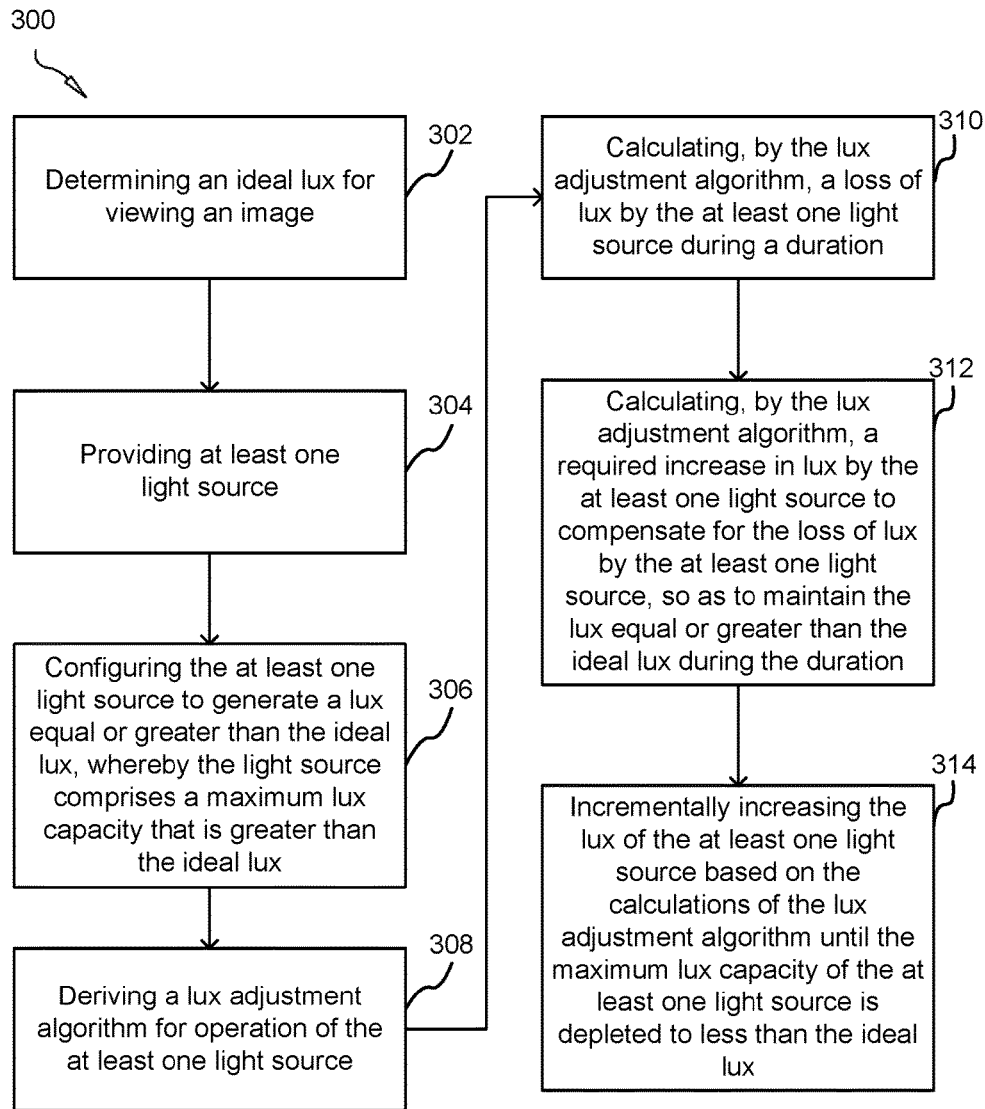 300
302
Determining an ideal lux for
viewing an image
304
Providing at least one
light source
306
Configuring the at least one
light source to generate a lux
equal or greater than the ideal
lux, whereby the light source
comprises a maximum lux
capacity that is greater than
the ideal lux
308
Deriving a lux adjustment
algorithm for operation of the
at least one light source
310
Calculating, by the lux
adjustment algorithm, a loss of
lux by the at least one light
source during a duration
312
Calculating, by the lux
adjustment algorithm, a
required increase in lux by the
at least one light source to
compensate for the loss of lux
by the at least one light
source, so as to maintain the
lux equal or greater than the
ideal lux during the duration
314
Incrementally increasing the
lux of the at least one light
source based on the
calculations of the lux
adjustment algorithm until the
maximum lux capacity of the at
least one light source is
depleted to less than the ideal
lux